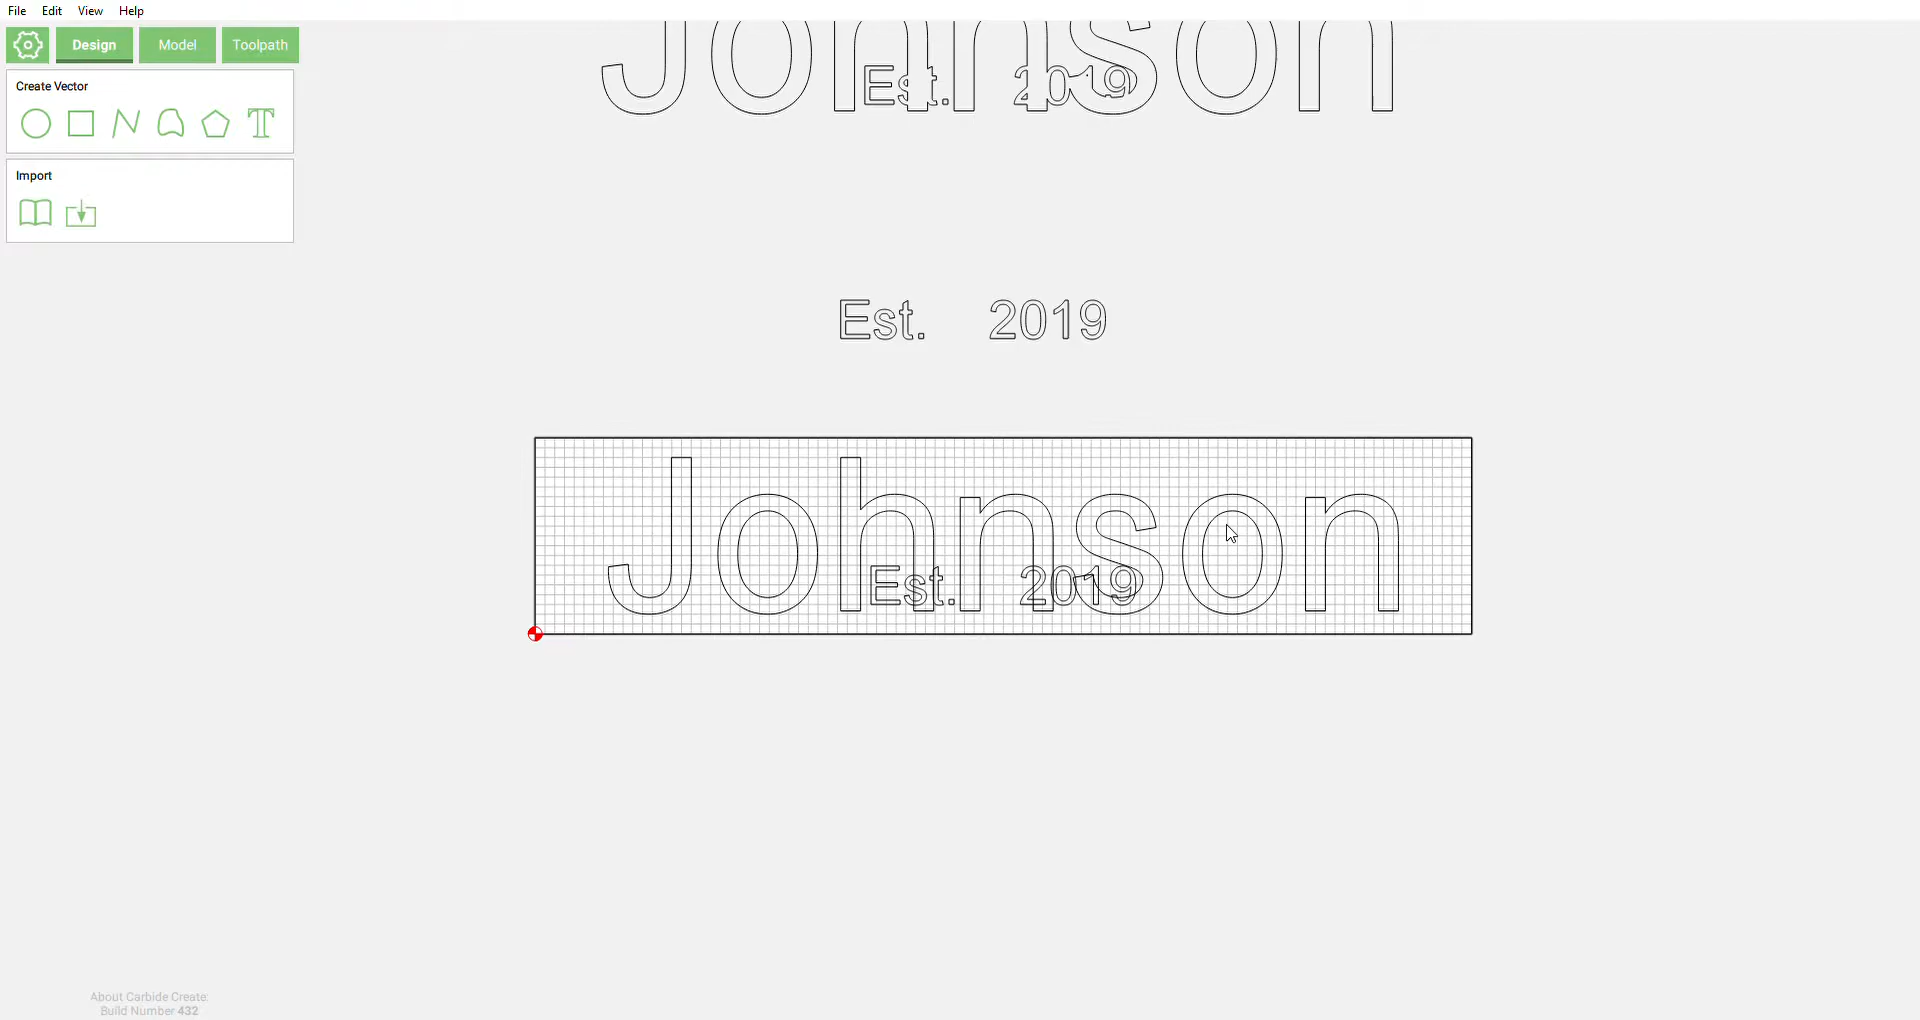 File Edit View Help
Design Model Toolpath
Create Vector
Import
Johnson
Est. 2019
Est. 2019
Johnson
Est. 2019
About Carbide Create:
Build Number 432